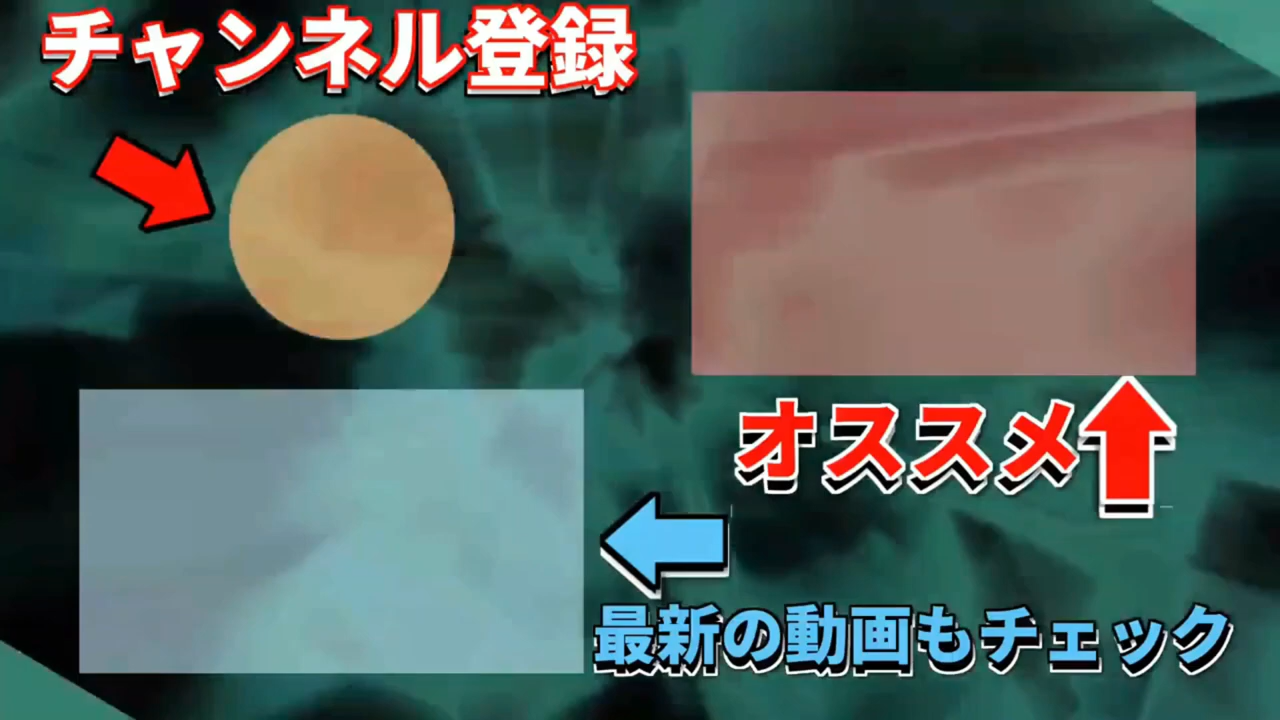 チャンネル登録
オススメ
最新の動画もチェック